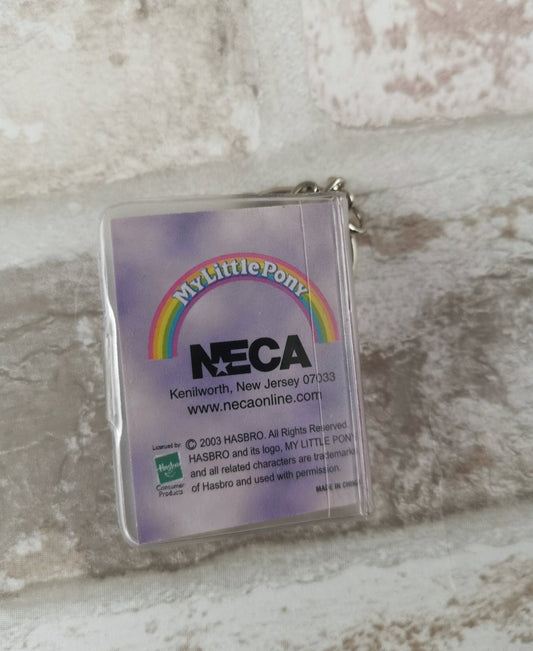 My Little Pony
NECA
Kenilworth, New Jersey 07033
www.necaonline.com
Licensed by:
Hasbro
Consumer
Products
© 2003 HASBRO. All Rights Reserved.
HASBRO and its logo, MY LITTLE PONY
and all related characters are trademarks
of Hasbro and used with permission.
MADE IN CHINA